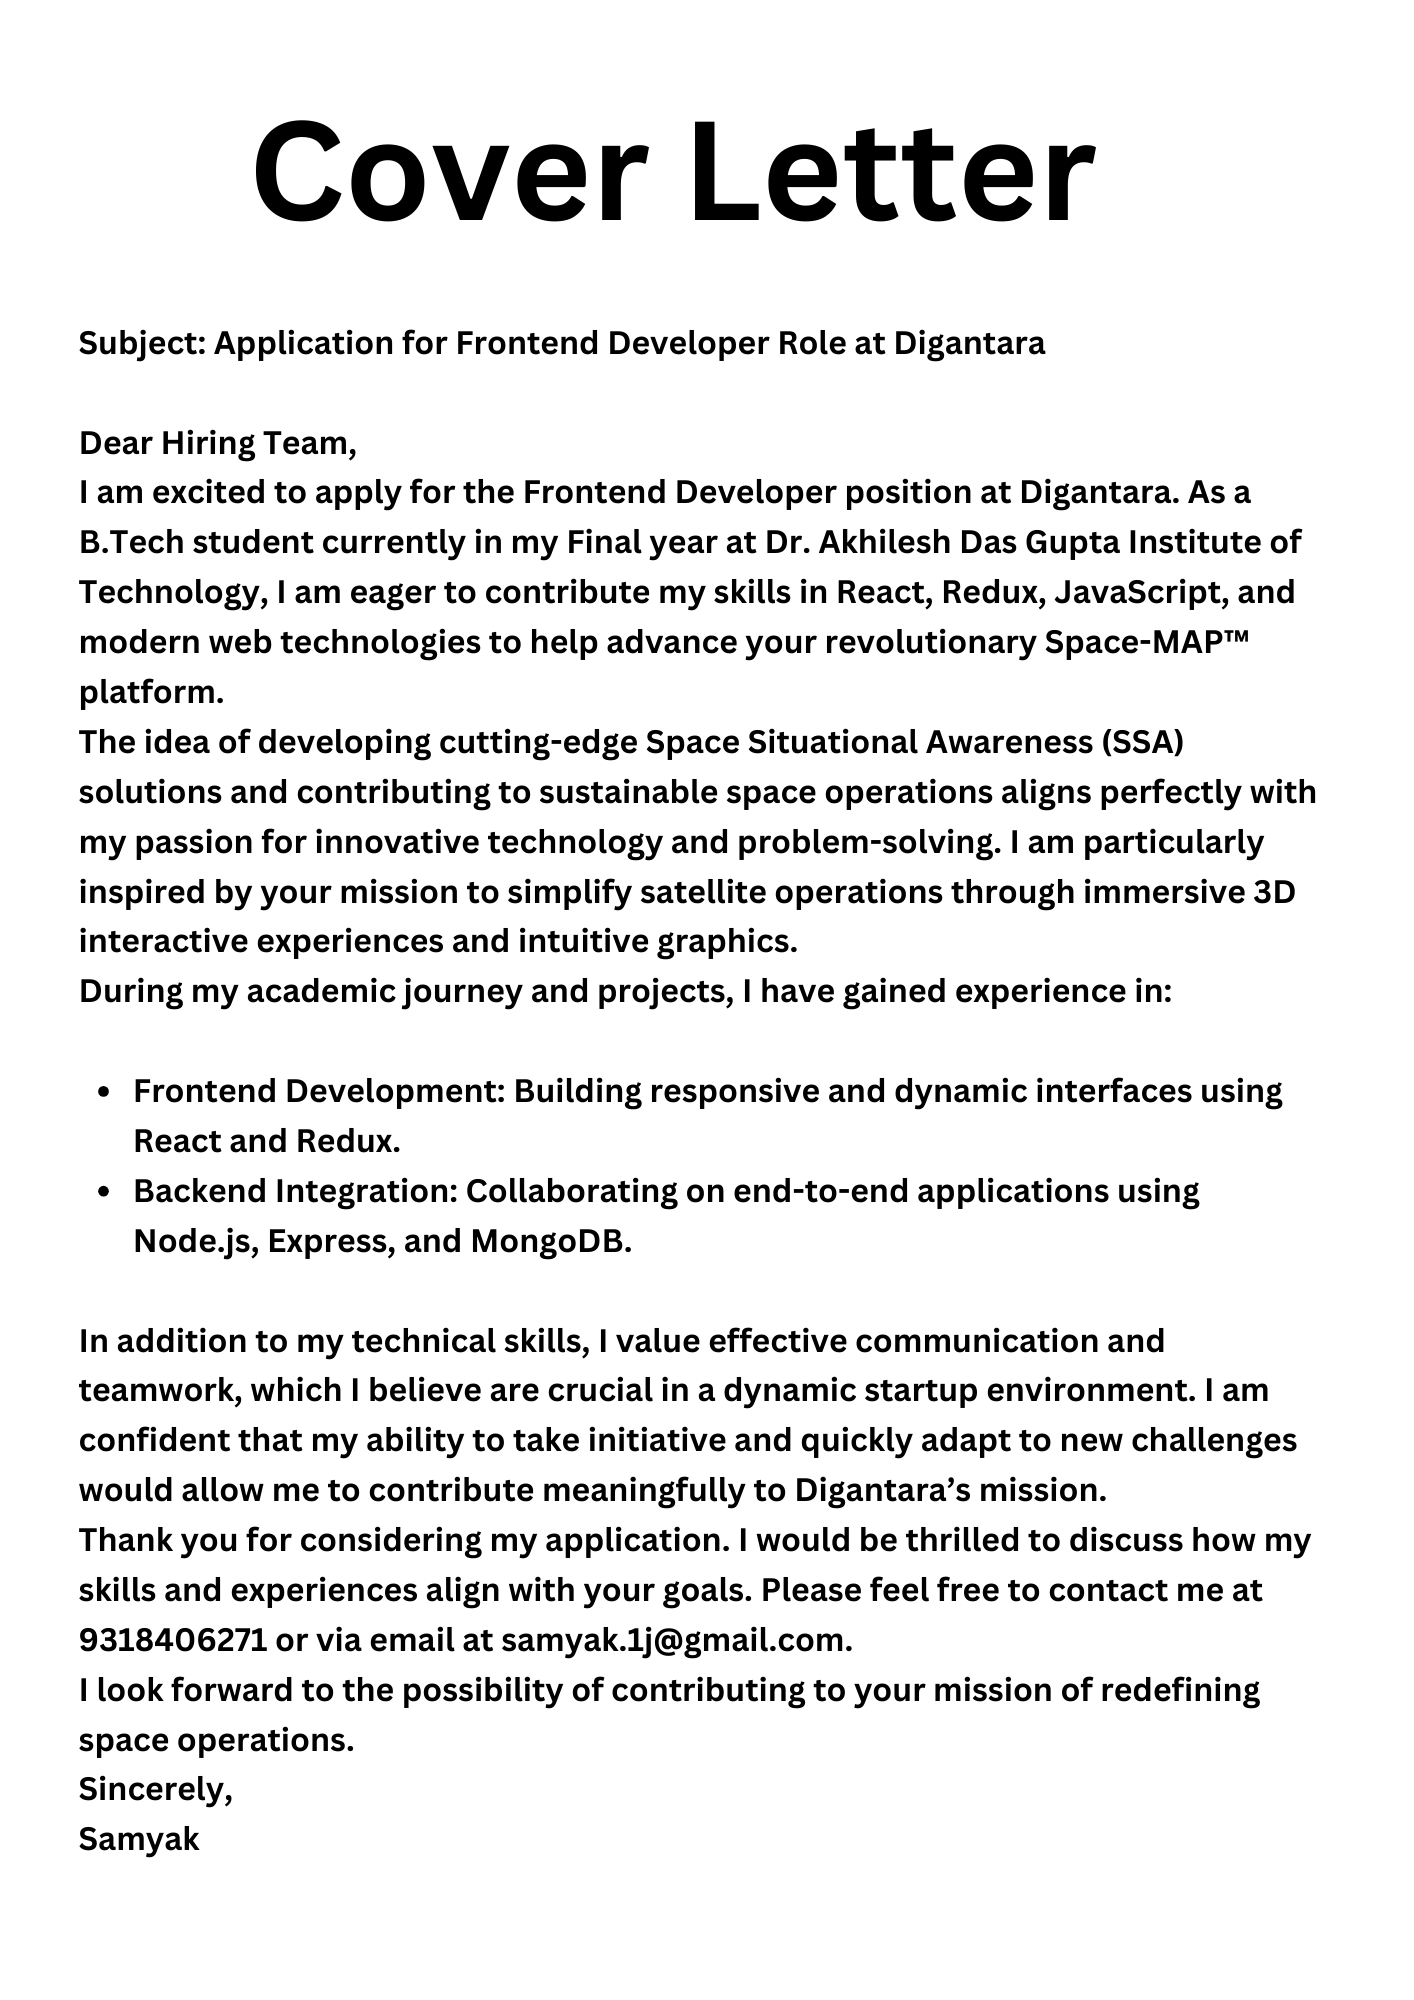 Cover Letter
Subject: Application for Frontend Developer Role at Digantara
Dear Hiring Team,
I am excited to apply for the Frontend Developer position at Digantara. As a
B.Tech student currently in my Final year at Dr. Akhilesh Das Gupta Institute of
Technology, I am eager to contribute my skills in React, Redux, JavaScript, and
modern web technologies to help advance your revolutionary Space-MAP™
platform.
The idea of developing cutting-edge Space Situational Awareness (SSA)
solutions and contributing to sustainable space operations aligns perfectly with
my passion for innovative technology and problem-solving. I am particularly
inspired by your mission to simplify satellite operations through immersive 3D
interactive experiences and intuitive graphics.
During my academic journey and projects, I have gained experience in:
• Frontend Development: Building responsive and dynamic interfaces using
React and Redux.
• Backend Integration: Collaborating on end-to-end applications using
Node.js, Express, and MongoDB.
In addition to my technical skills, I value effective communication and
teamwork, which I believe are crucial in a dynamic startup environment. I am
confident that my ability to take initiative and quickly adapt to new challenges
would allow me to contribute meaningfully to Digantara’s mission.
Thank you for considering my application. I would be thrilled to discuss how my
skills and experiences align with your goals. Please feel free to contact me at
9318406271 or via email at samyak.1j@gmail.com.
I look forward to the possibility of contributing to your mission of redefining
space operations.
Sincerely,
Samyak